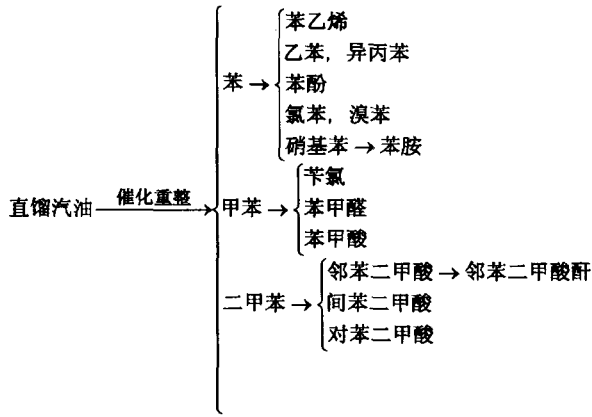 苯乙烯
乙苯，异丙苯
苯 → 苯酚
氯苯，溴苯
硝基苯 → 苯胺
直馏汽油 催化重整 甲苯 → 苄氯
苯甲醛
苯甲酸
邻苯二甲酸 → 邻苯二甲酸酐
二甲苯 → 间苯二甲酸
对苯二甲酸